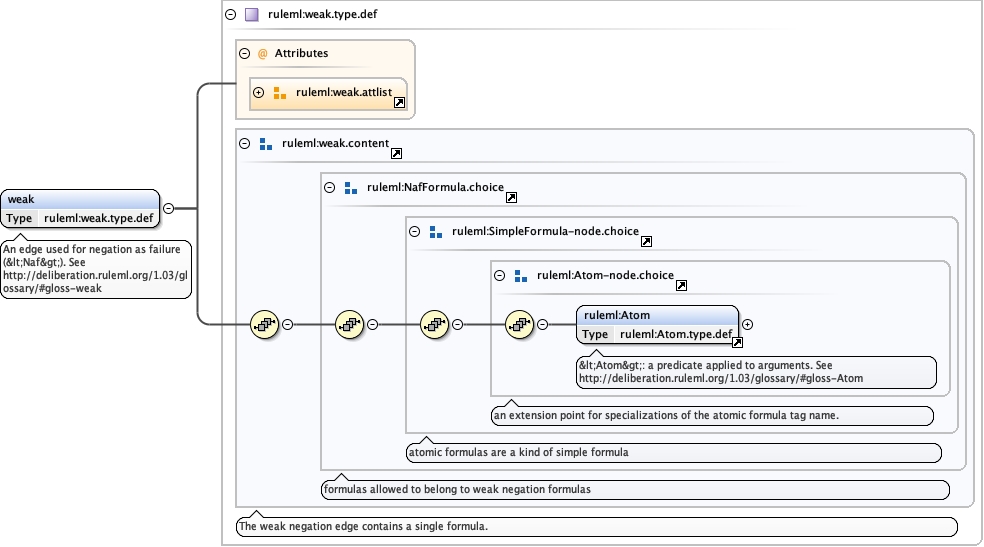 ruleml:weak.type.def
@ Attributes
ruleml:weak.attlist
ruleml:weak.content
ruleml:NafFormula.choice
weak
Type ruleml:weak.type.def
An edge used for negation as failure
(&lt;Naf&gt;). See
http://deliberation.ruleml.org/1.03/gl
ossary/#gloss-weak
ruleml:SimpleFormula-node.choice
ruleml:Atom-node.choice
ruleml:Atom
Type ruleml:Atom.type.def
&lt;Atom&gt;: a predicate applied to arguments. See
http://deliberation.ruleml.org/1.03/glossary/#gloss-Atom
an extension point for specializations of the atomic formula tag name.
atomic formulas are a kind of simple formula
formulas allowed to belong to weak negation formulas
The weak negation edge contains a single formula.